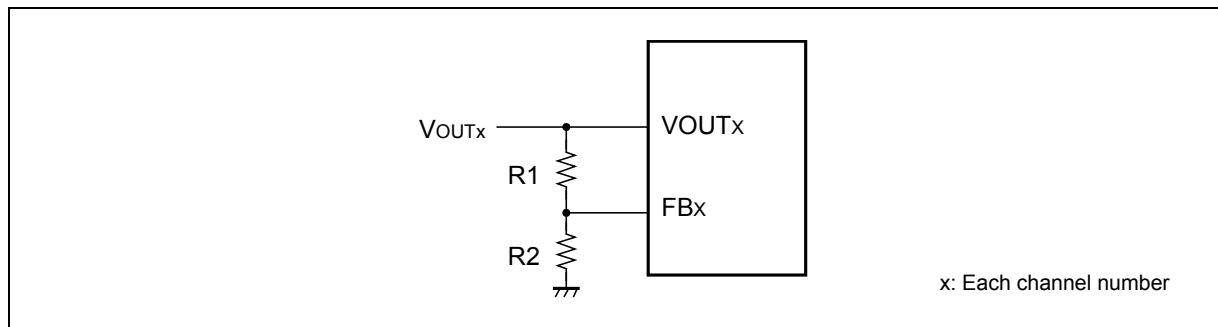 VOUTx
VOUTx
R1
FBx
R2
x: Each channel number